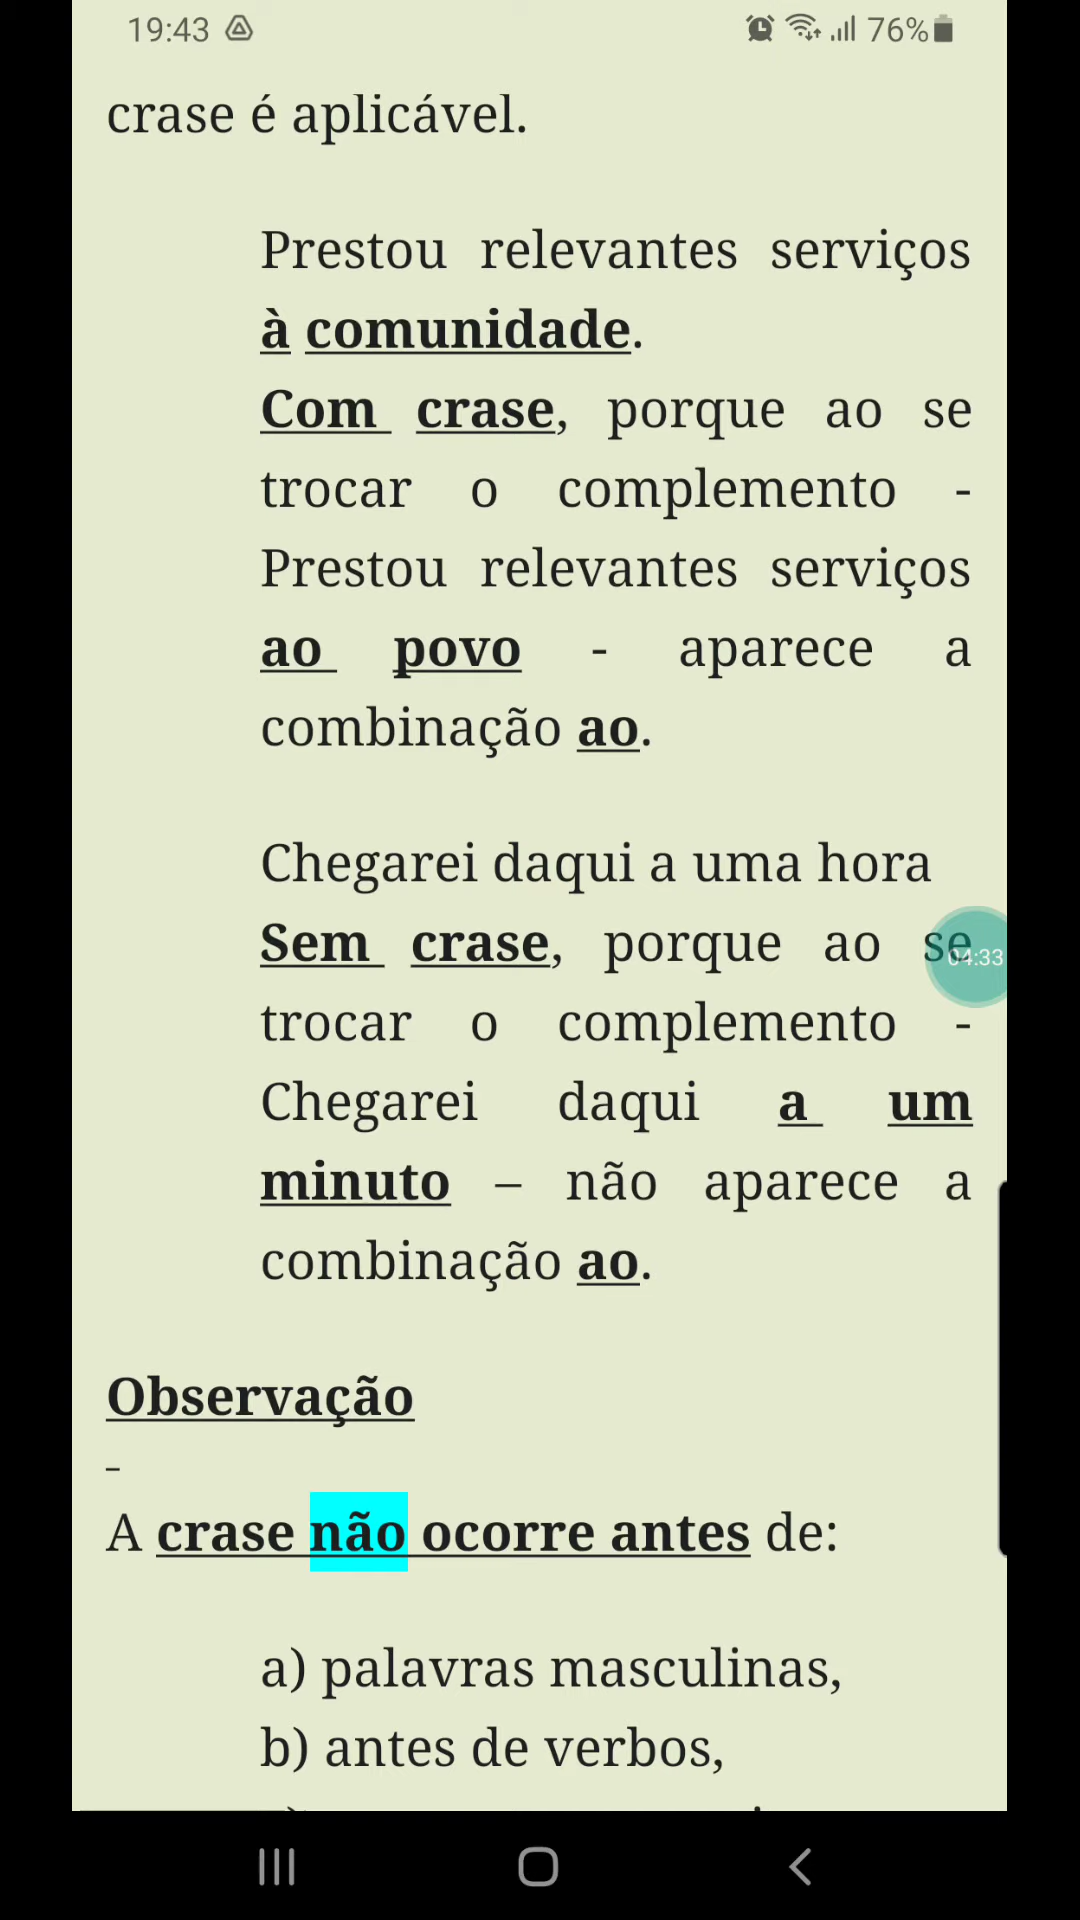 19:43
76%
crase é aplicável.
Prestou relevantes serviços
à comunidade.
Com crase, porque ao se
trocar o complemento -
Prestou relevantes serviços
ao povo - aparece a
combinação ao.
Chegarei daqui a uma hora
Sem crase, porque ao se
04:33
trocar o complemento -
Chegarei daqui a um
minuto – não aparece a
combinação ao.
Observação
-
A crase não ocorre antes de:
a) palavras masculinas,
b) antes de verbos,